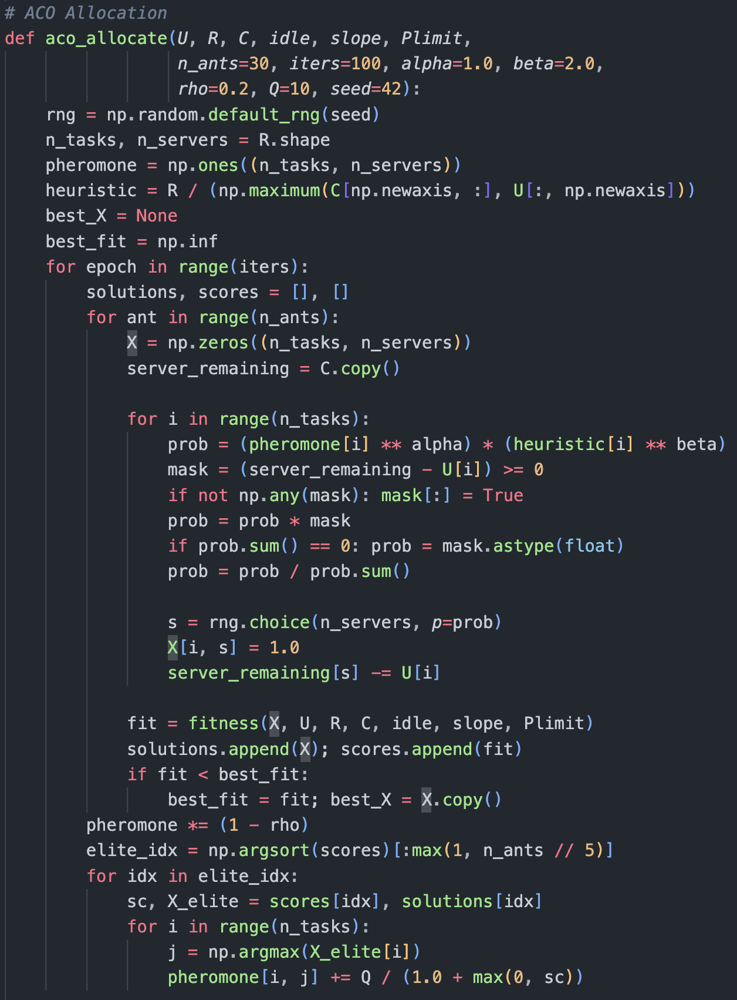 # ACO Allocation
def aco_allocate(U, R, C, idle, slope, Plimit,
                 n_ants=30, iters=100, alpha=1.0, beta=2.0,
                 rho=0.2, Q=10, seed=42):
    rng = np.random.default_rng(seed)
    n_tasks, n_servers = R.shape
    pheromone = np.ones((n_tasks, n_servers))
    heuristic = R / (np.maximum(C[np.newaxis, :], U[:, np.newaxis]))
    best_X = None
    best_fit = np.inf
    for epoch in range(iters):
        solutions, scores = [], []
        for ant in range(n_ants):
            X = np.zeros((n_tasks, n_servers))
            server_remaining = C.copy()

            for i in range(n_tasks):
                prob = (pheromone[i] ** alpha) * (heuristic[i] ** beta)
                mask = (server_remaining - U[i]) >= 0
                if not np.any(mask): mask[:] = True
                prob = prob * mask
                if prob.sum() == 0: prob = mask.astype(float)
                prob = prob / prob.sum()

                s = rng.choice(n_servers, p=prob)
                X[i, s] = 1.0
                server_remaining[s] -= U[i]

            fit = fitness(X, U, R, C, idle, slope, Plimit)
            solutions.append(X); scores.append(fit)
            if fit < best_fit:
                best_fit = fit; best_X = X.copy()
        pheromone *= (1 - rho)
        elite_idx = np.argsort(scores)[:max(1, n_ants // 5)]
        for idx in elite_idx:
            sc, X_elite = scores[idx], solutions[idx]
            for i in range(n_tasks):
                j = np.argmax(X_elite[i])
                pheromone[i, j] += Q / (1.0 + max(0, sc))